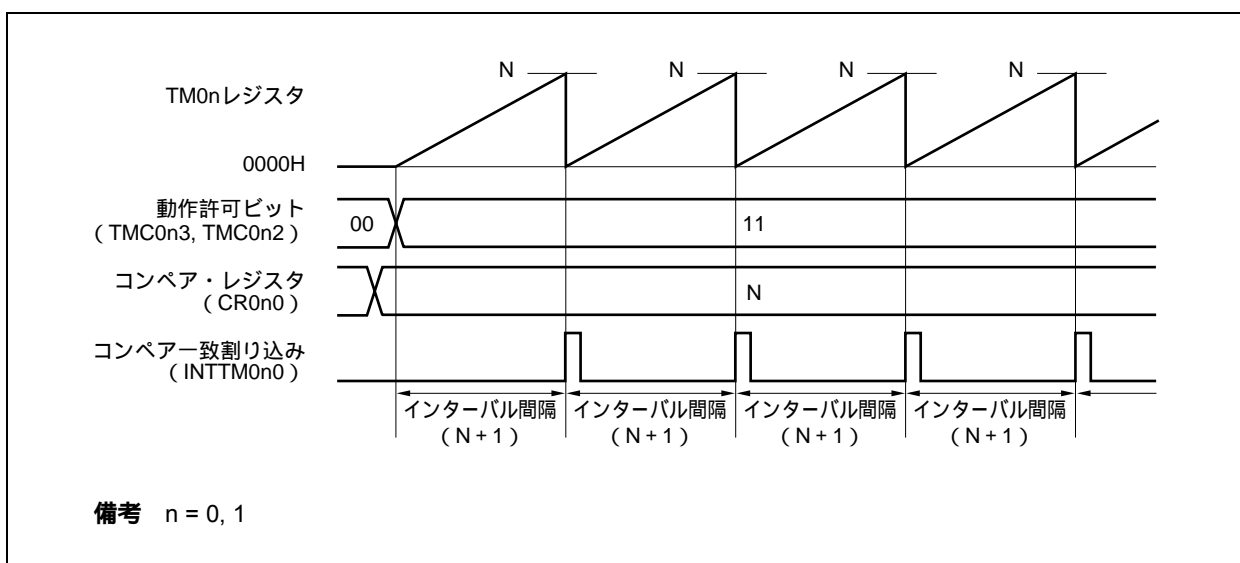 N N N N
TM0nレジスタ
0000H
動作許可ビット
（TMC0n3, TMC0n2）
00 11
コンペア・レジスタ
（CR0n0）
N
コンペア一致割り込み
（INTTM0n0）
インターバル間隔 インターバル間隔 インターバル間隔 インターバル間隔
（N+1） （N+1） （N+1） （N+1）
備考 n = 0, 1